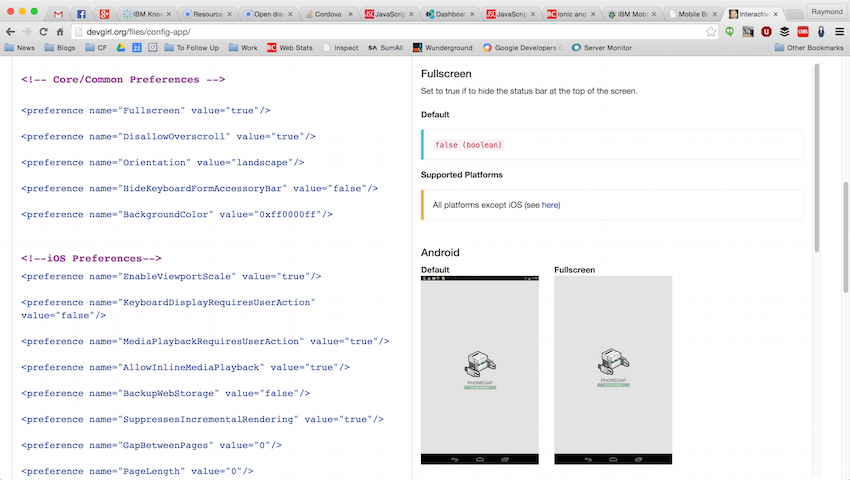 IBM Know
Resource
Open dis
Cordova
JavaScrip
Dashboar
JavaScrip
Ionic and
IBM Mob
Mobile B
Interactive
Raymond
devgirl.org/files/config-app/
News
Blogs
CF
To Follow Up
Work
Web Stats
Inspect
SumAll
Wunderground
Google Developers
Server Monitor
Other Bookmarks
<!-- Core/Common Preferences -->
<preference name="Fullscreen" value="true"/>
<preference name="DisallowOverscroll" value="true"/>
<preference name="Orientation" value="landscape"/>
<preference name="HideKeyboardFormAccessoryBar" value="false"/>
<preference name="BackgroundColor" value="0xff0000ff"/>
<!--iOS Preferences-->
<preference name="EnableViewportScale" value="true"/>
<preference name="KeyboardDisplayRequiresUserAction"
value="false"/>
<preference name="MediaPlaybackRequiresUserAction" value="true"/>
<preference name="AllowInlineMediaPlayback" value="true"/>
<preference name="BackupWebStorage" value="false"/>
<preference name="SuppressesIncrementalRendering" value="true"/>
<preference name="GapBetweenPages" value="0"/>
<preference name="PageLength" value="0"/>
Fullscreen
Set to true if to hide the status bar at the top of the screen.
Default
false (boolean)
Supported Platforms
All platforms except iOS (see here)
Android
Default
Fullscreen
PHONEGAP
PHONEGAP